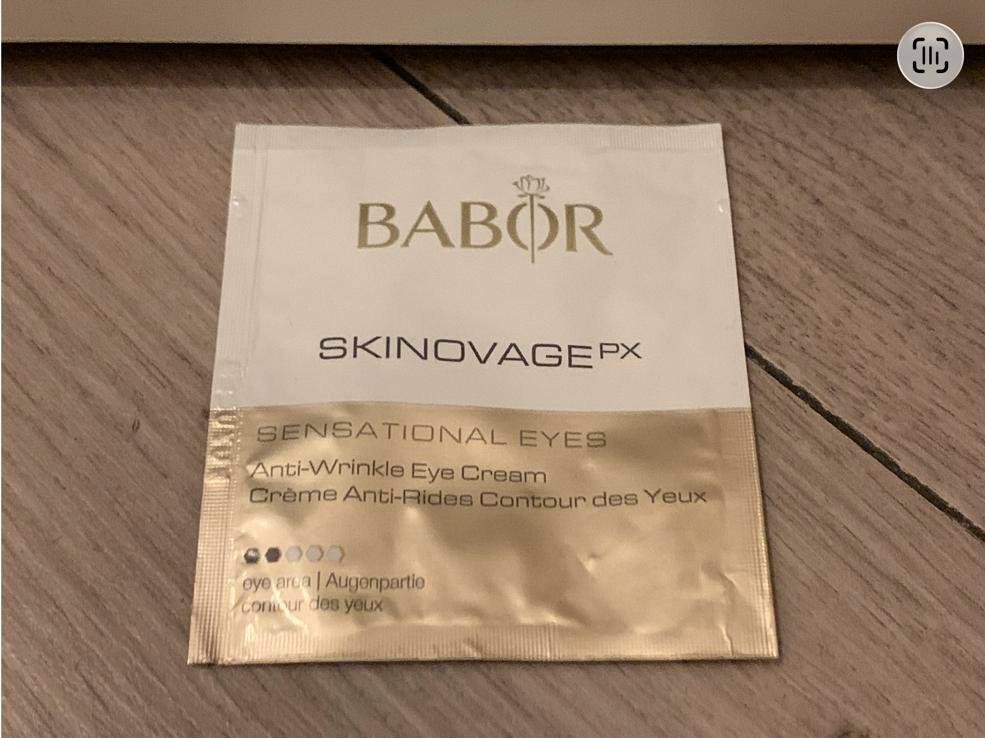 BABOR
SKINOVAGE PX
SENSATIONAL EYES
Anti-Wrinkle Eye Cream
Crème Anti-Rides Contour des Yeux
eye area | Augenpartie
contour des yeux